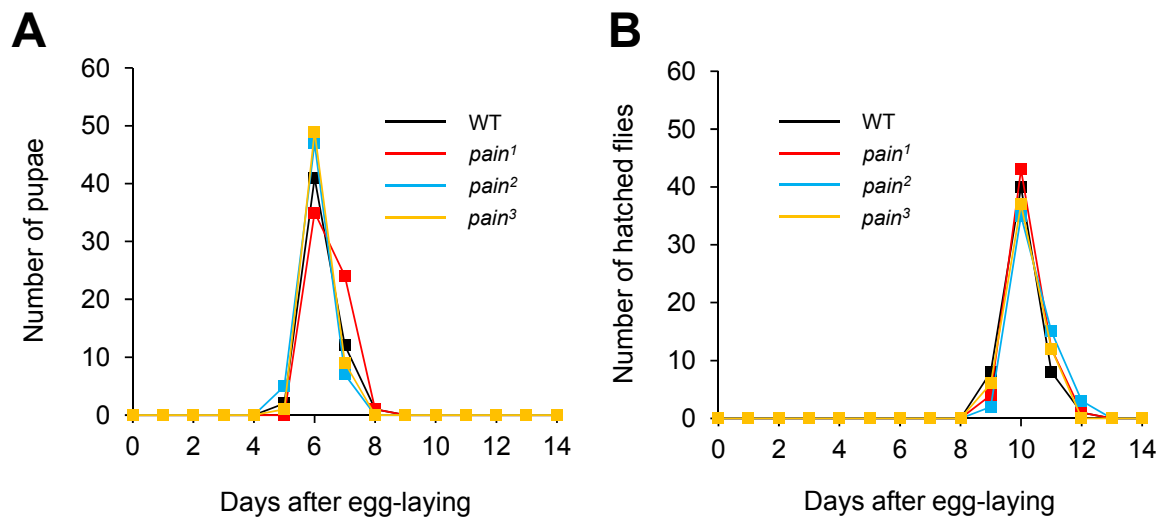 A
Number of pupae
60
50
40
30
20
10
0
0 2 4 6 8 10 12 14
Days after egg-laying
WT
pain¹
pain²
pain³
B
Number of hatched flies
60
50
40
30
20
10
0
0 2 4 6 8 10 12 14
Days after egg-laying
WT
pain¹
pain²
pain³